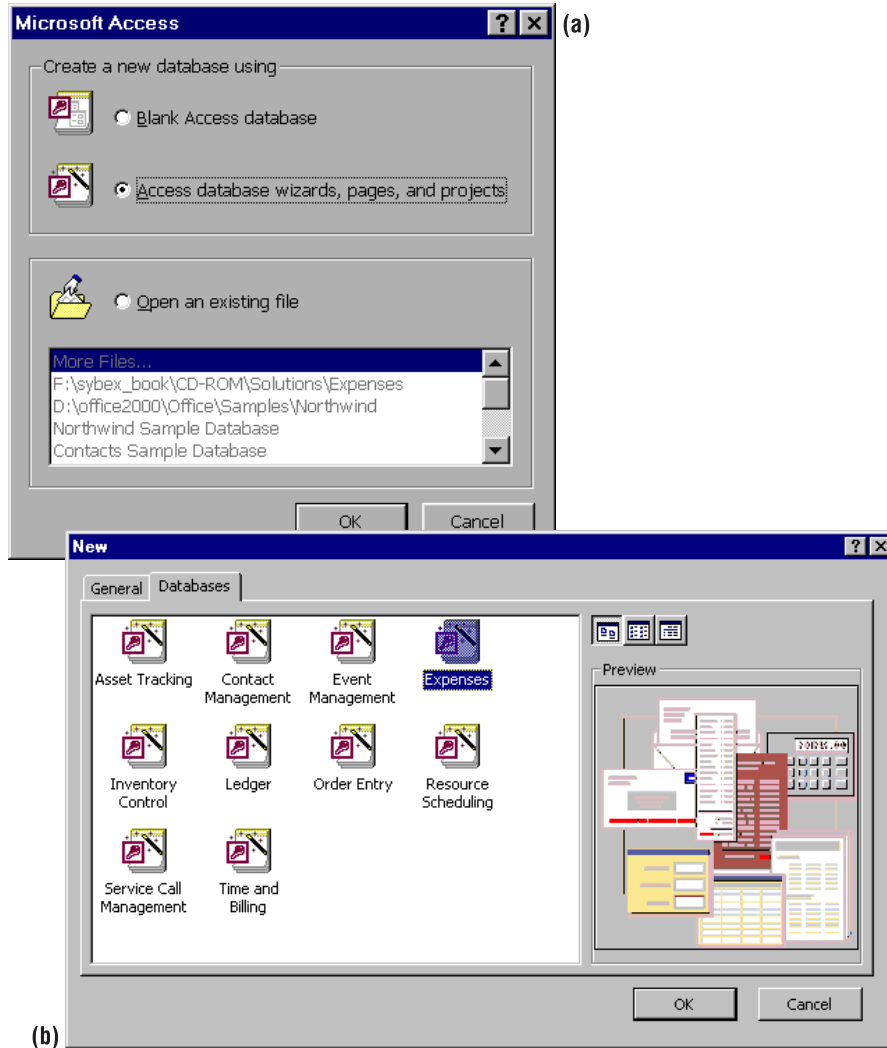 Microsoft Access
(a)
Create a new database using
Blank Access database
Access database wizards, pages, and projects
Open an existing file
More Files...
F:\sybex_book\CD-ROM\Solutions\Expenses
D:\office2000\Office\Samples\Northwind
Northwind Sample Database
Contacts Sample Database
OK
Cancel
New
General
Databases
Asset Tracking
Contact
Management
Event
Management
Expenses
Inventory
Control
Ledger
Order Entry
Resource
Scheduling
Service Call
Management
Time and
Billing
Preview
OK
Cancel
(b)